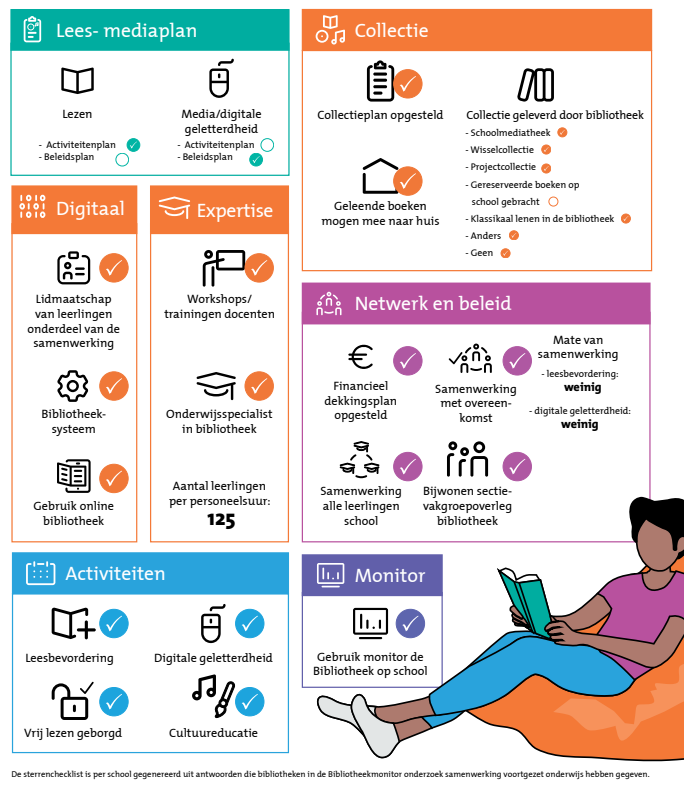 Lees- mediaplan
Lezen
- Activiteitenplan
- Beleidsplan
Media/digitale
geletterdheid
- Activiteitenplan
- Beleidsplan
Collectie
Collectieplan opgesteld
Geleende boeken
mogen mee naar huis
Collectie geleverd door bibliotheek
- Schoolmediatheek
- Wisselcollectie
- Projectcollectie
- Gereserveerde boeken op
school gebracht
- Klassikaal lenen in de bibliotheek
- Anders
- Geen
Digitaal
Lidmaatschap
van leerlingen
onderdeel van de
samenwerking
Bibliotheek-
systeem
Gebruik online
bibliotheek
Expertise
Workshops/
trainingen docenten
Onderwijsspecialist
in bibliotheek
Aantal leerlingen
per personeelsuur:
125
Netwerk en beleid
Financieel
dekkingsplan
opgesteld
Samenwerking
met overeen-
komst
Mate van
samenwerking
- leesbevordering:
weinig
- digitale geletterdheid:
weinig
Samenwerking
alle leerlingen
school
Bijwonen sectie-
vakgroepoverleg
bibliotheek
Activiteiten
Leesbevordering
Digitale geletterdheid
Vrij lezen geborgd
Cultuureducatie
Monitor
Gebruik monitor de
Bibliotheek op school
De sterrenchecklist is per school gegenereerd uit antwoorden die bibliotheken in de Bibliotheekmonitor onderzoek samenwerking voortgezet onderwijs hebben gegeven.